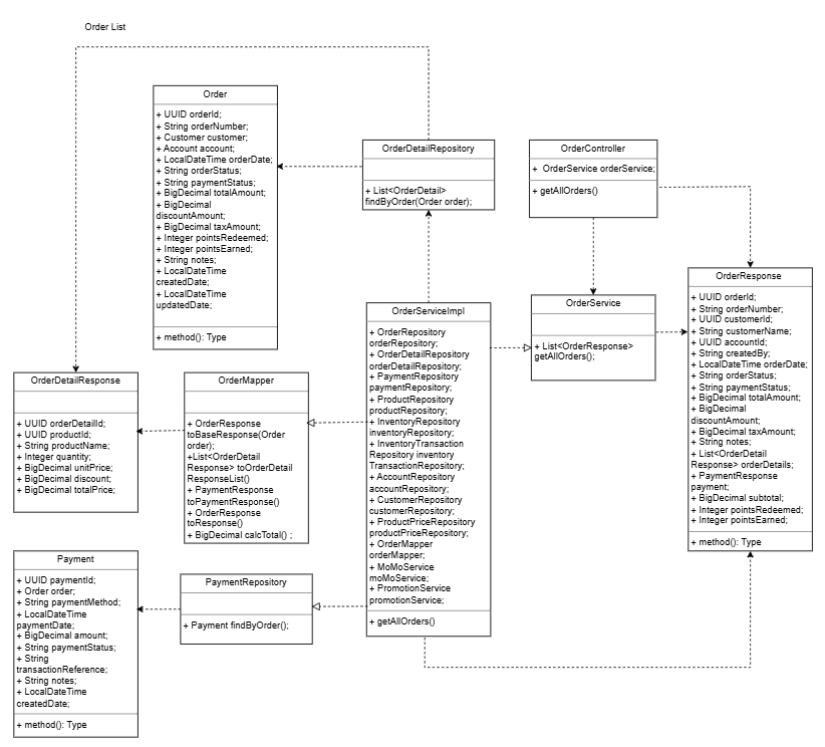 Order List
Order
+ UUID orderId;
+ String orderNumber;
+ Customer customer;
+ Account account;
+ LocalDateTime orderDate;
+ String orderStatus;
+ String paymentStatus;
+ BigDecimal totalAmount;
+ BigDecimal
discountAmount;
+ BigDecimal taxAmount;
+ Integer pointsRedeemed;
+ Integer pointsEarned;
+ String notes;
+ LocalDateTime
createdDate;
+ LocalDateTime
updatedDate;
+ method(): Type
OrderDetailRepository
+ List<OrderDetail>
findByOrder(Order order);
OrderController
+ OrderService orderService;
+ getAllOrders()
OrderResponse
+ UUID orderId;
+ String orderNumber;
+ UUID customerId;
+ String customerName;
+ UUID accountId;
+ String createdBy;
+ LocalDateTime orderDate;
+ String orderStatus;
+ String paymentStatus;
+ BigDecimal totalAmount;
+ BigDecimal
discountAmount;
+ BigDecimal taxAmount;
+ String notes;
+ List<OrderDetail
Response> orderDetails;
+ PaymentResponse
payment;
+ BigDecimal subtotal;
+ Integer pointsRedeemed;
+ Integer pointsEarned;
+ method(): Type
OrderService
+ List<OrderResponse>
getAllOrders();
OrderServiceImpl
+ OrderRepository
orderRepository;
+ OrderDetailRepository
orderDetailRepository;
+ PaymentRepository
paymentRepository;
+ ProductRepository
productRepository;
+ InventoryRepository
inventoryRepository;
+ InventoryTransaction
Repository inventory
TransactionRepository;
+ AccountRepository
accountRepository;
+ CustomerRepository
customerRepository;
+ ProductPriceRepository
productPriceRepository;
+ OrderMapper
orderMapper;
+ MoMoService
moMoService;
+ PromotionService
promotionService;
+ getAllOrders()
OrderDetailResponse
+ UUID orderDetailId;
+ UUID productId;
+ String productName;
+ Integer quantity;
+ BigDecimal unitPrice;
+ BigDecimal discount;
+ BigDecimal totalPrice;
OrderMapper
+ OrderResponse
toBaseResponse(Order
order);
+List<OrderDetail
Response> toOrderDetail
ResponseList()
+ PaymentResponse
toPaymentResponse()
+ OrderResponse
toResponse()
+ BigDecimal calcTotal() ;
Payment
+ UUID paymentId;
+ Order order;
+ String paymentMethod;
+ LocalDateTime
paymentDate;
+ BigDecimal amount;
+ String paymentStatus;
+ String
transactionReference;
+ String notes;
+ LocalDateTime
createdDate;
+ method(): Type
PaymentRepository
+ Payment findByOrder();